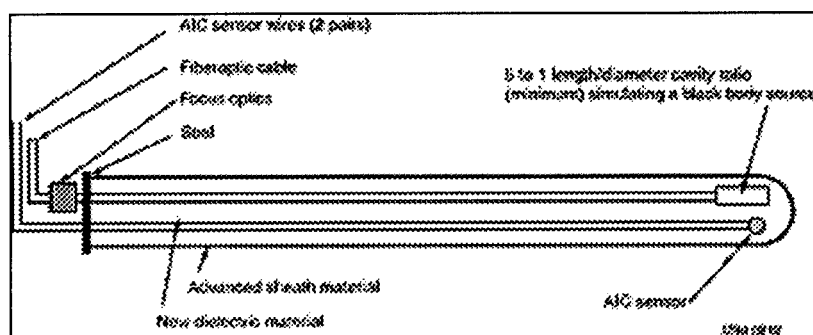 AIC sensor wires (2 pairs)
Fiberoptic cable
Focus optics
Seal
5 to 1 length/diameter cavity ratio
(minimum) simulating a black body source
Advanced sheath material
New dielectric material
AIC sensor